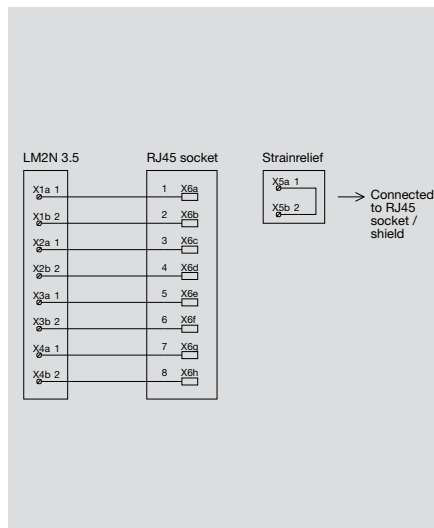 LM2N 3.5 RJ45 socket Strainrelief
X1a 1 1 X6a X5a 1
Connected
X1b 2 2 X6b X5b 2 to RJ45
socket /
X2a 1 3 X6c shield
X2b 2 4 X6d
X3a 1 5 X6e
X3b 2 6 X6f
X4a 1 7 X6g
X4b 2 8 X6h